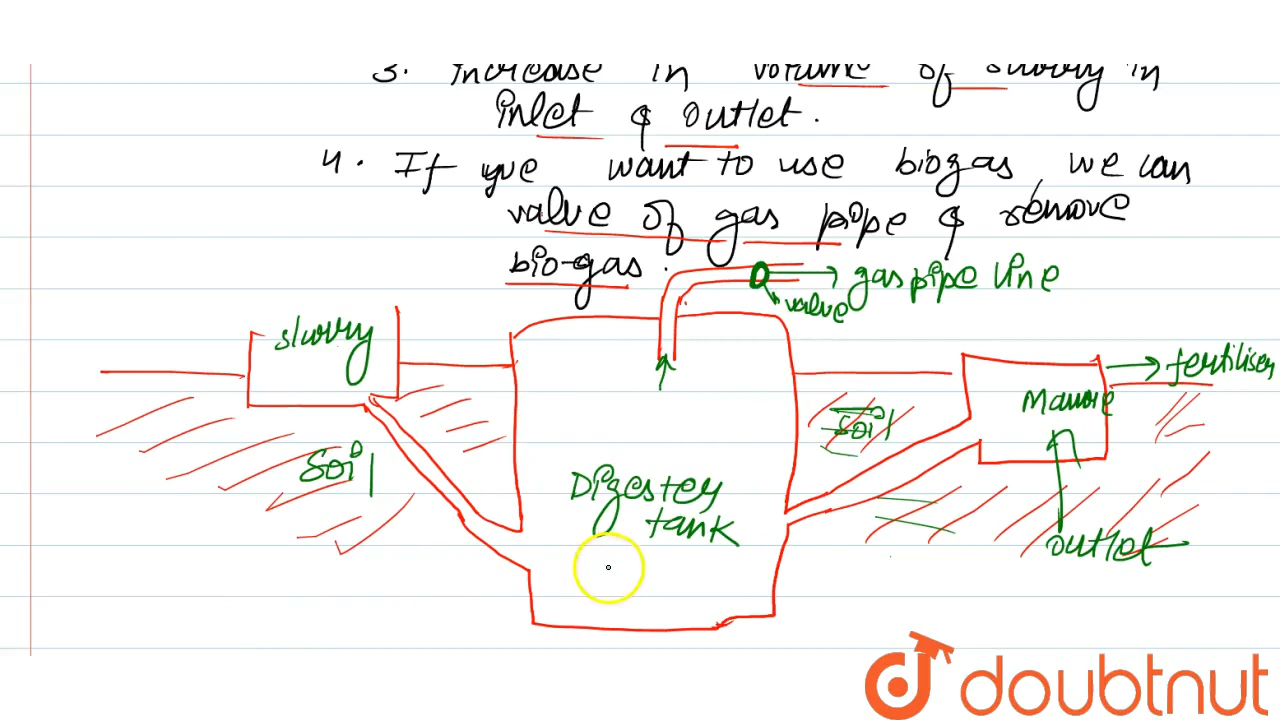 3. Increase in volume of slurry in
inlet & outlet.
4. If we want to use biogas, we can
valve of gas pipe & remove
bio-gas.
gas pipe line
valve
slurry
fertiliser
Manure
soil
soil
Digester
tank
outlet
doubtnut